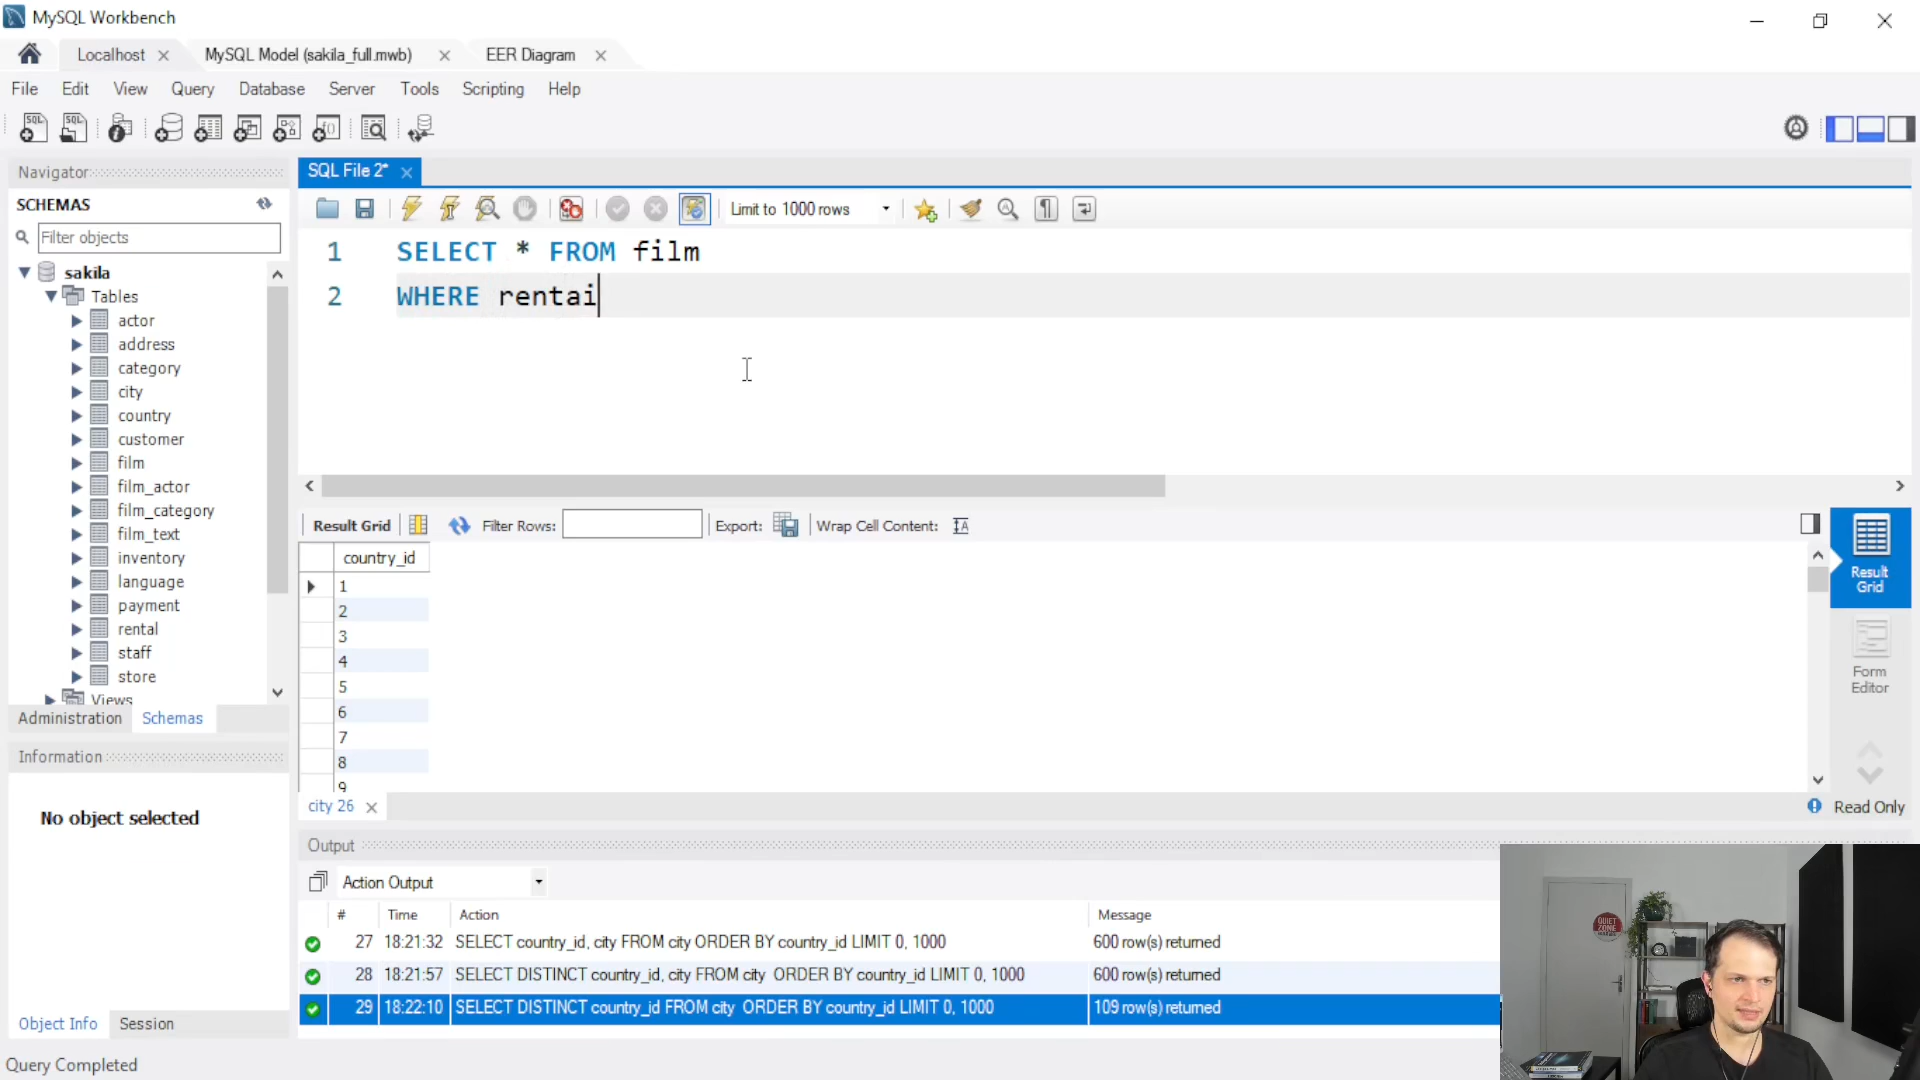 MySQL Workbench
Localhost
MySQL Model (sakila_full.mwb)
EER Diagram
File Edit View Query Database Server Tools Scripting Help
Navigator
SCHEMAS
Filter objects
sakila
Tables
actor
address
category
city
country
customer
film
film_actor
film_category
film_text
inventory
language
payment
rental
staff
store
Views
Administration Schemas
Information
No object selected
Object Info Session
Query Completed
SQL File 2*
Limit to 1000 rows
1 SELECT * FROM film
2 WHERE rentai
Result Grid Filter Rows: Export: Wrap Cell Content:
country_id
1
2
3
4
5
6
7
8
9
Result Grid
Form Editor
city 26
Read Only
Output
Action Output
# Time Action Message
27 18:21:32 SELECT country_id, city FROM city ORDER BY country_id LIMIT 0, 1000 600 row(s) returned
28 18:21:57 SELECT DISTINCT country_id, city FROM city ORDER BY country_id LIMIT 0, 1000 600 row(s) returned
29 18:22:10 SELECT DISTINCT country_id FROM city ORDER BY country_id LIMIT 0, 1000 109 row(s) returned
QUIET ZONE